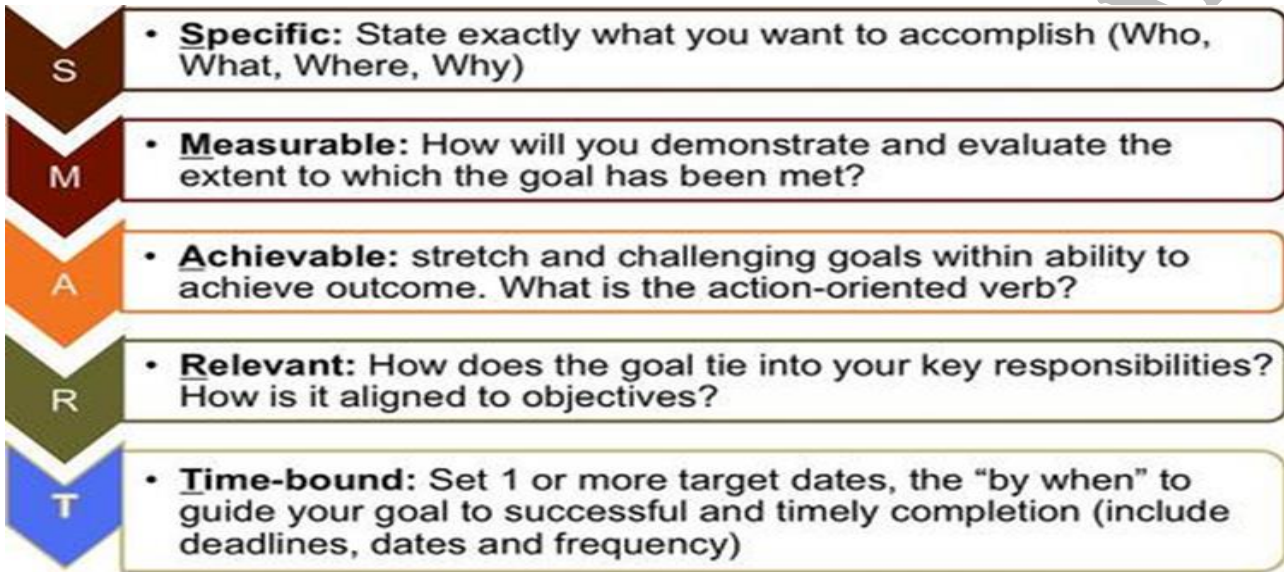 S
• Specific: State exactly what you want to accomplish (Who,
What, Where, Why)
M
• Measurable: How will you demonstrate and evaluate the
extent to which the goal has been met?
A
• Achievable: stretch and challenging goals within ability to
achieve outcome. What is the action-oriented verb?
R
• Relevant: How does the goal tie into your key responsibilities?
How is it aligned to objectives?
T
• Time-bound: Set 1 or more target dates, the “by when” to
guide your goal to successful and timely completion (include
deadlines, dates and frequency)